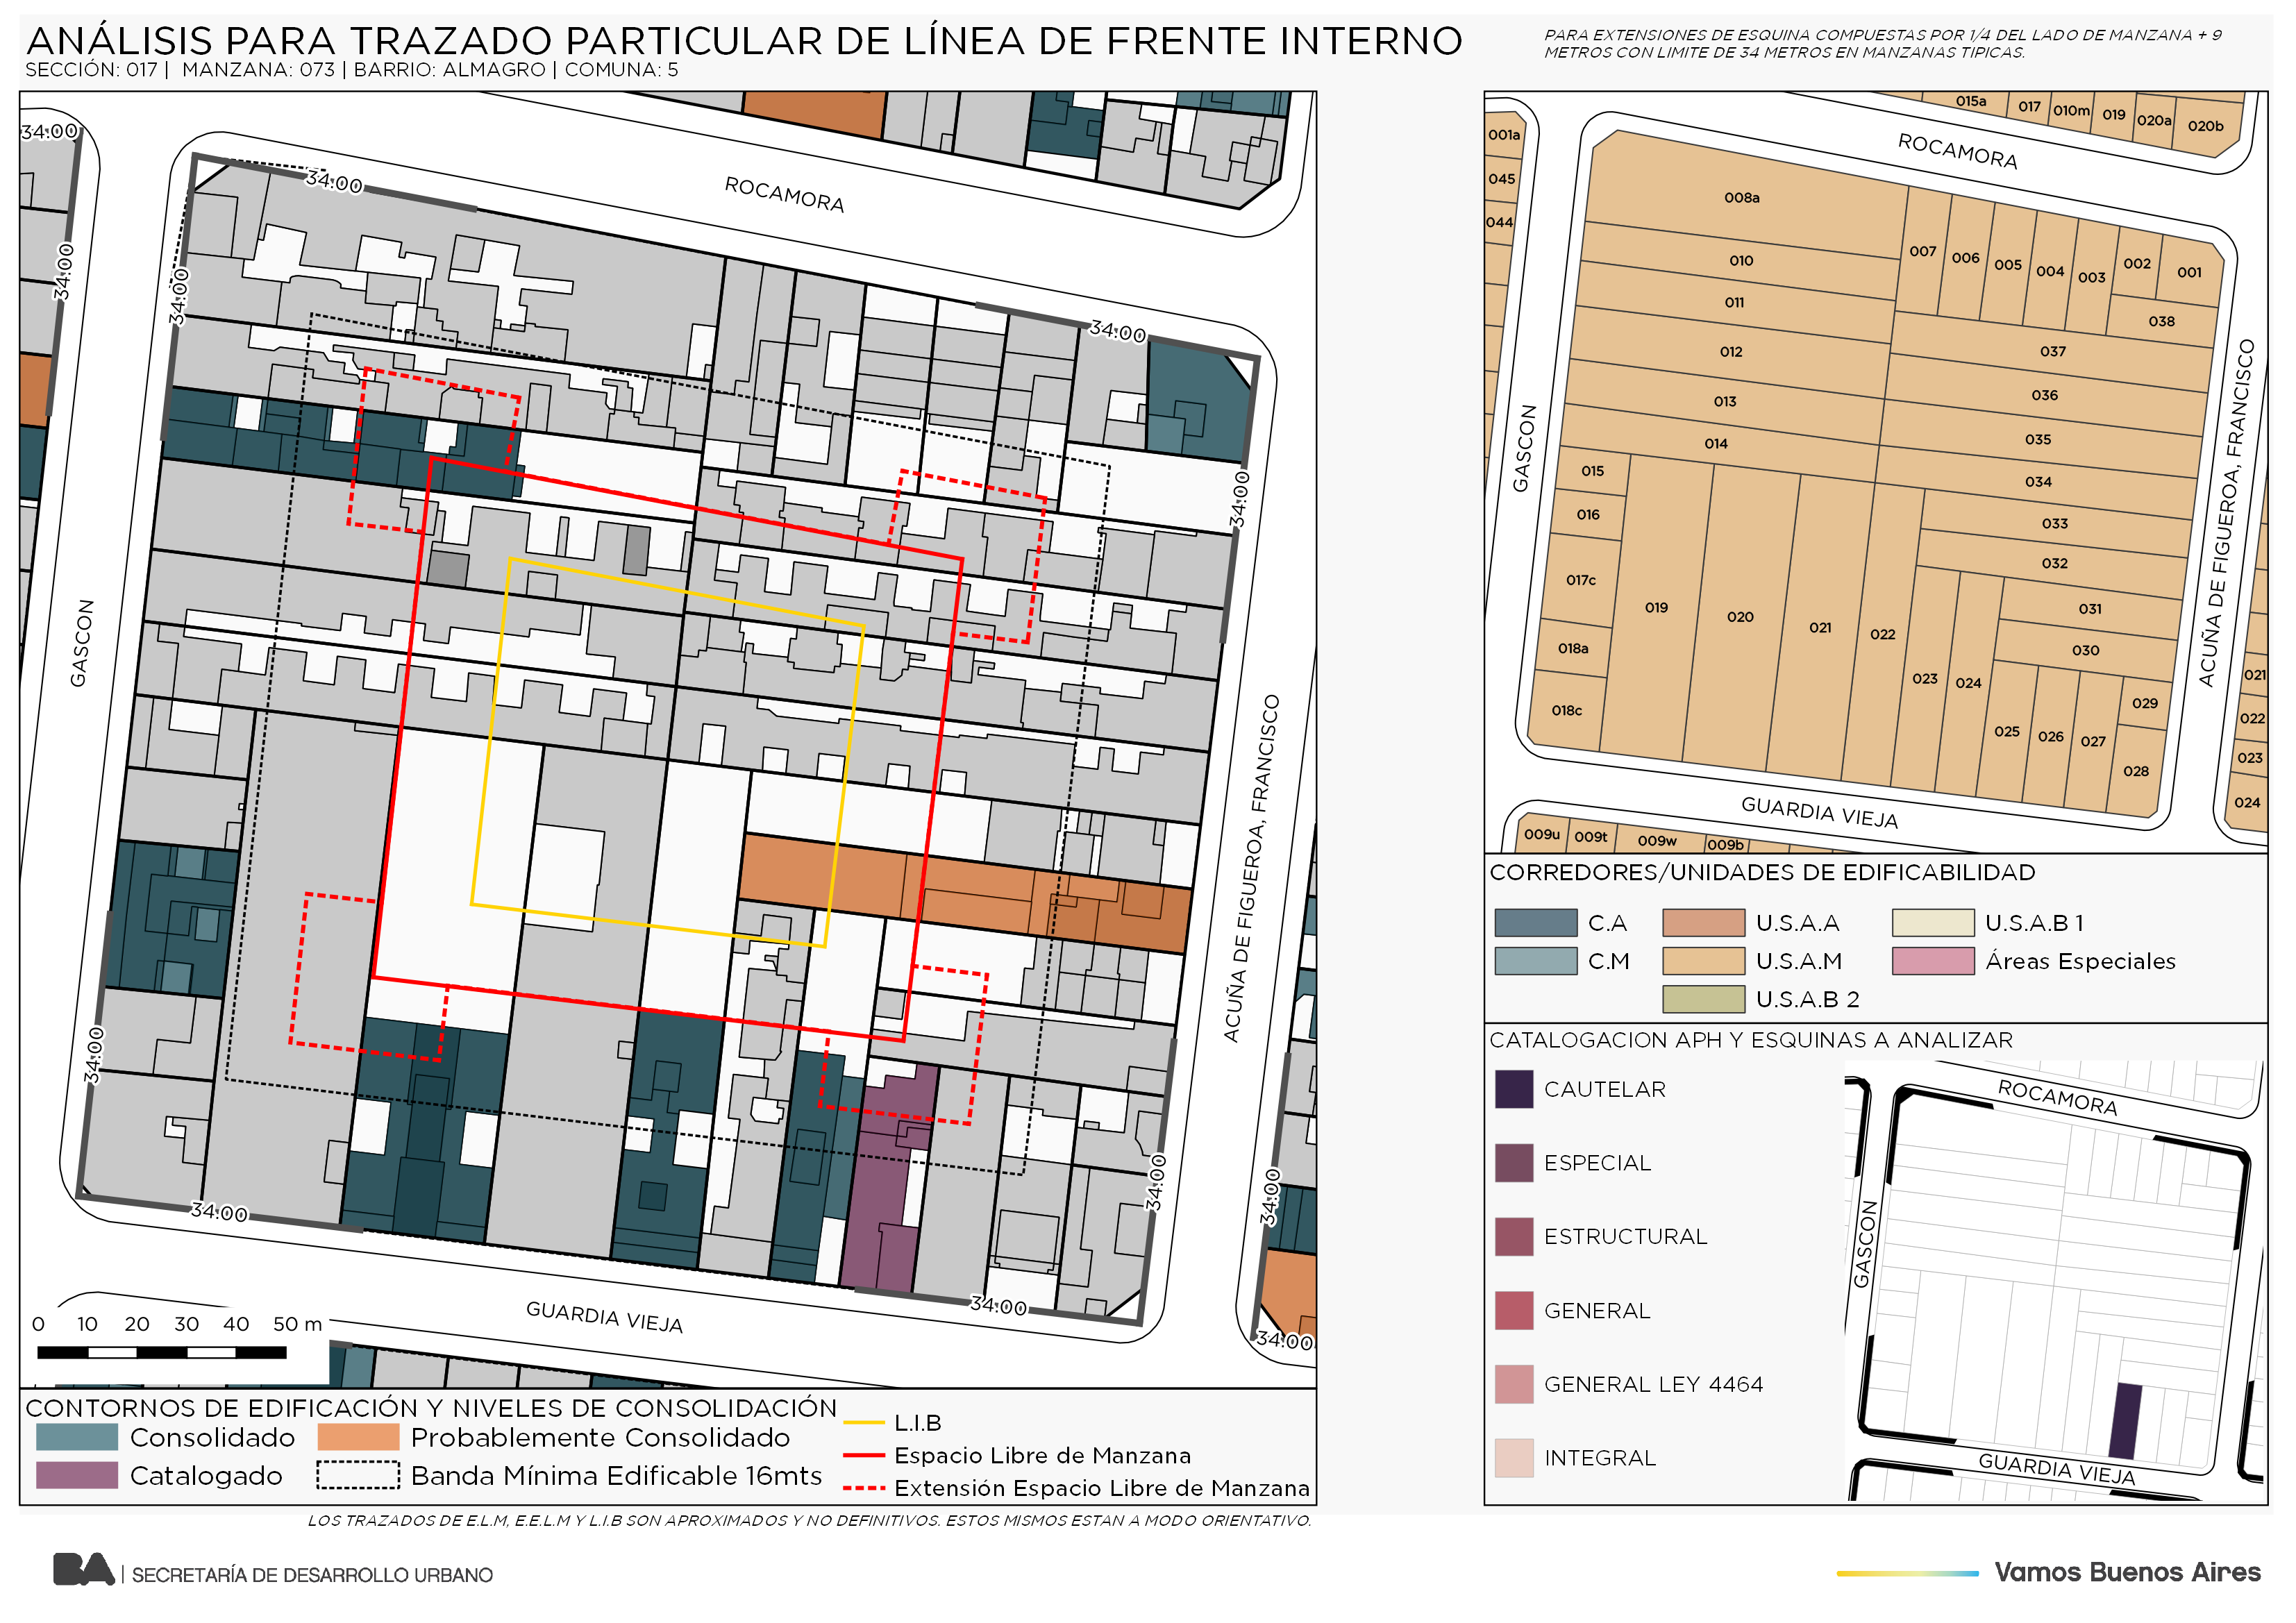 ANÁLISIS PARA TRAZADO PARTICULAR DE LÍNEA DE FRENTE INTERNO
SECCIÓN: 017 | MANZANA: 073 | BARRIO: ALMAGRO | COMUNA: 5
PARA EXTENSIONES DE ESQUINA COMPUESTAS POR 1/4 DEL LADO DE MANZANA + 9
METROS CON LIMITE DE 34 METROS EN MANZANAS TIPICAS.
34:00
34:00
34:00
34:00
34:00
34:00
34:00
34:00
34:00
34:00
34:00
34:00
ROCAMORA
GASCON
ACUÑA DE FIGUEROA, FRANCISCO
GUARDIA VIEJA
0 10 20 30 40 50 m
CONTORNOS DE EDIFICACIÓN Y NIVELES DE CONSOLIDACIÓN
Consolidado
Probablemente Consolidado
Catalogado
Banda Mínima Edificable 16mts
L.I.B
Espacio Libre de Manzana
Extensión Espacio Libre de Manzana
LOS TRAZADOS DE E.L.M, E.E.L.M Y L.I.B SON APROXIMADOS Y NO DEFINITIVOS. ESTOS MISMOS ESTAN A MODO ORIENTATIVO.
015a
017
010m
019
020a
020b
001a
045
044
ROCAMORA
008a
010
011
012
013
014
007
006
005
004
003
002
001
038
037
036
035
034
033
032
031
030
015
016
017c
018a
018c
019
020
021
022
023
024
025
026
027
029
028
GASCON
ACUÑA DE FIGUEROA, FRANCISCO
GUARDIA VIEJA
021
022
023
024
009u
009t
009w
009b
CORREDORES/UNIDADES DE EDIFICABILIDAD
C.A
U.S.A.A
U.S.A.B 1
C.M
U.S.A.M
Áreas Especiales
U.S.A.B 2
CATALOGACION APH Y ESQUINAS A ANALIZAR
CAUTELAR
ESPECIAL
ESTRUCTURAL
GENERAL
GENERAL LEY 4464
INTEGRAL
ROCAMORA
GASCON
GUARDIA VIEJA
BA | SECRETARÍA DE DESARROLLO URBANO
Vamos Buenos Aires